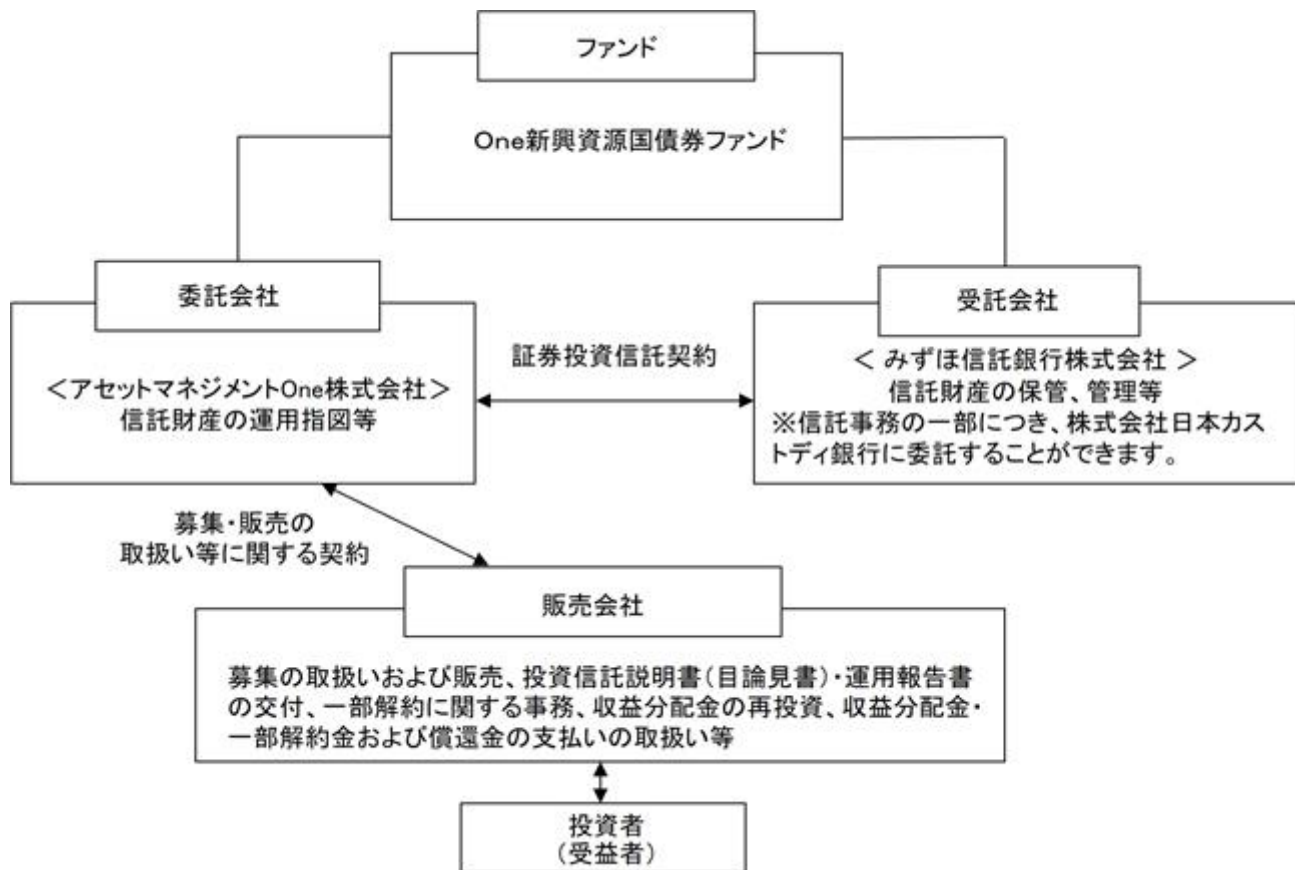 ファンド
One新興資源国債券ファンド
委託会社
＜アセットマネジメントOne株式会社＞
信託財産の運用指図等
証券投資信託契約
受託会社
＜ みずほ信託銀行株式会社 ＞
信託財産の保管、管理等
※信託事務の一部につき、株式会社日本カス
トディ銀行に委託することができます。
募集・販売の
取扱い等に関する契約
販売会社
募集の取扱いおよび販売、投資信託説明書（目論見書）・運用報告書
の交付、一部解約に関する事務、収益分配金の再投資、収益分配金・
一部解約金および償還金の支払いの取扱い等
投資者
（受益者）